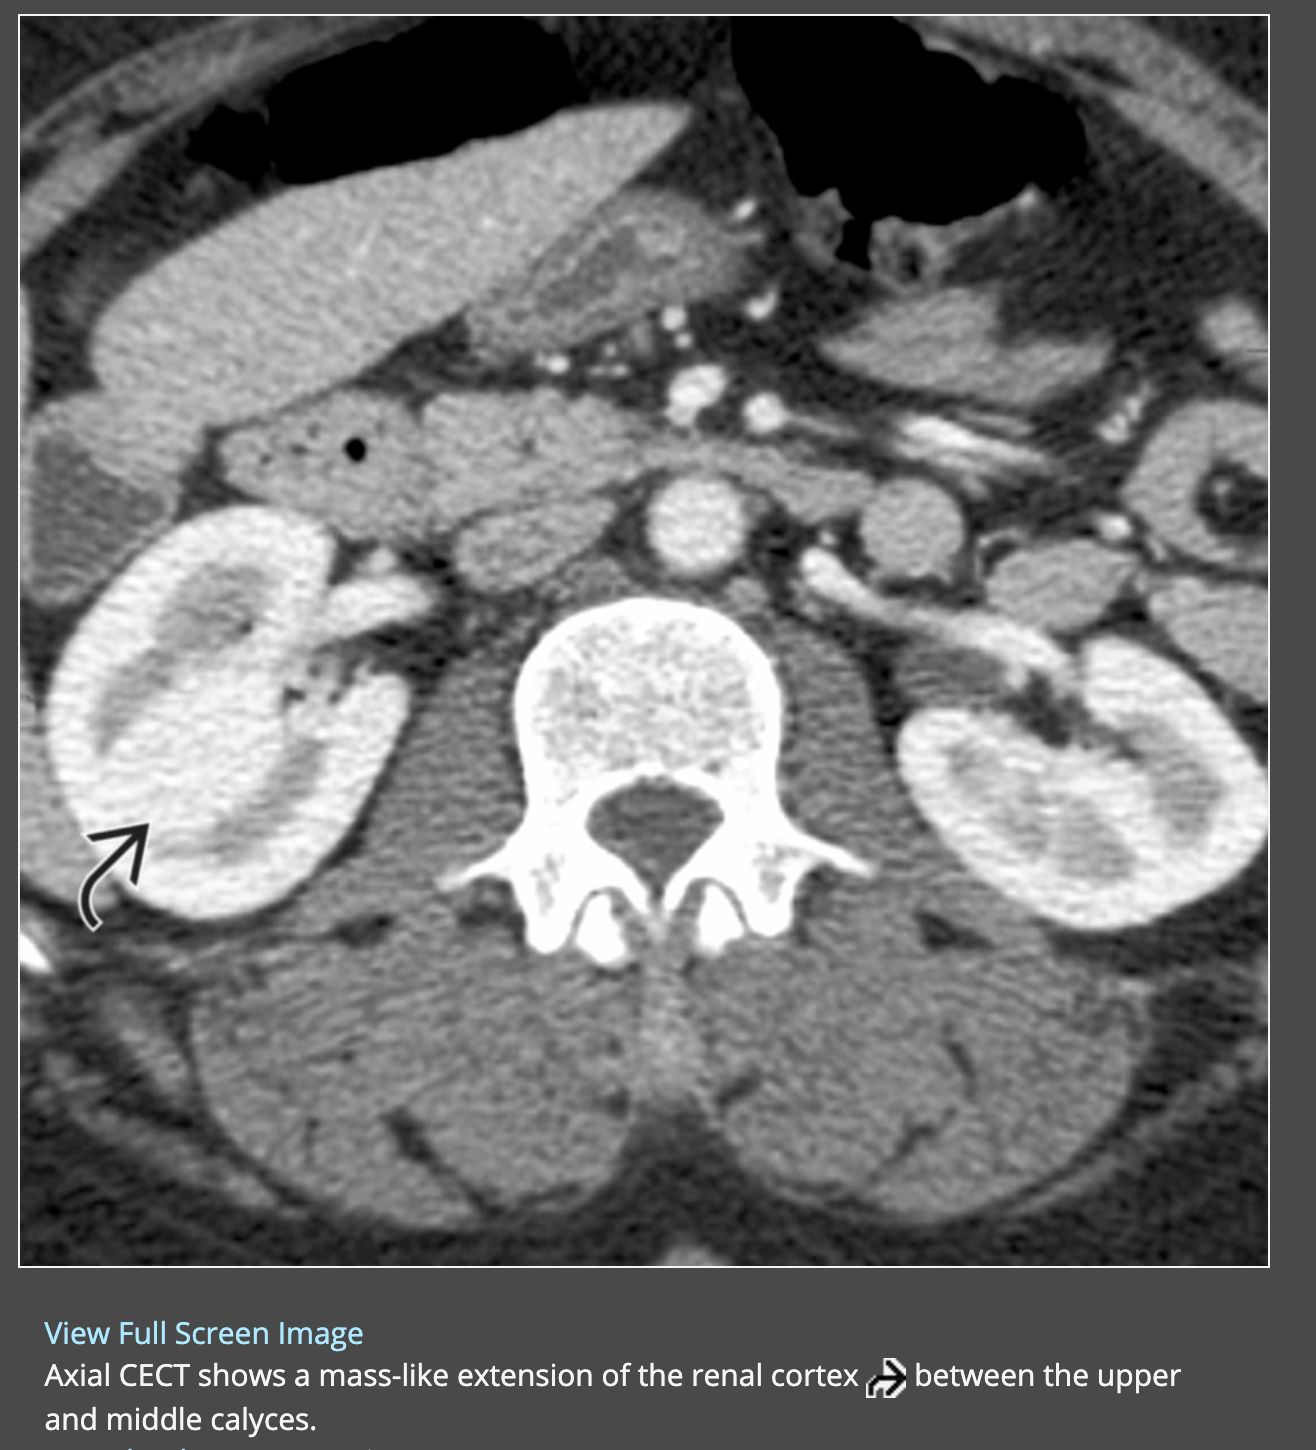 View Full Screen Image
Axial CECT shows a mass-like extension of the renal cortex between the upper
and middle calyces.